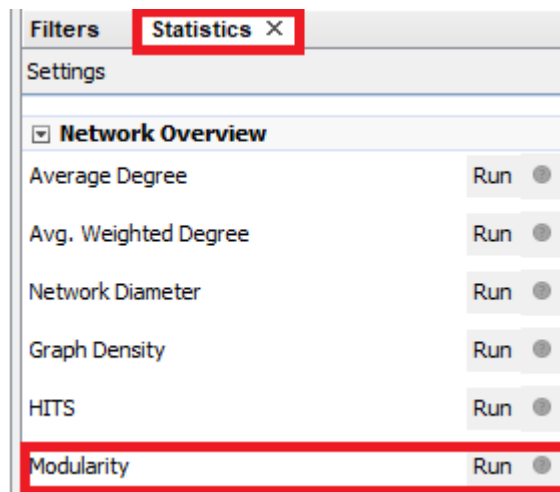 Filters Statistics ×
Settings
Network Overview
Average Degree Run
Avg. Weighted Degree Run
Network Diameter Run
Graph Density Run
HITS Run
Modularity Run